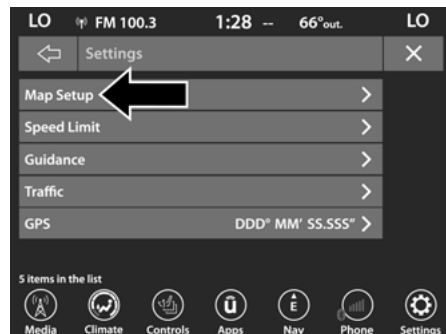 LO FM 100.3 1:28 -- 66°out. LO
Settings
Map Setup
Speed Limit
Guidance
Traffic
GPS DDD° MM' SS.SSS"
5 items in the list
Media Climate Controls Apps Nav Phone Settings